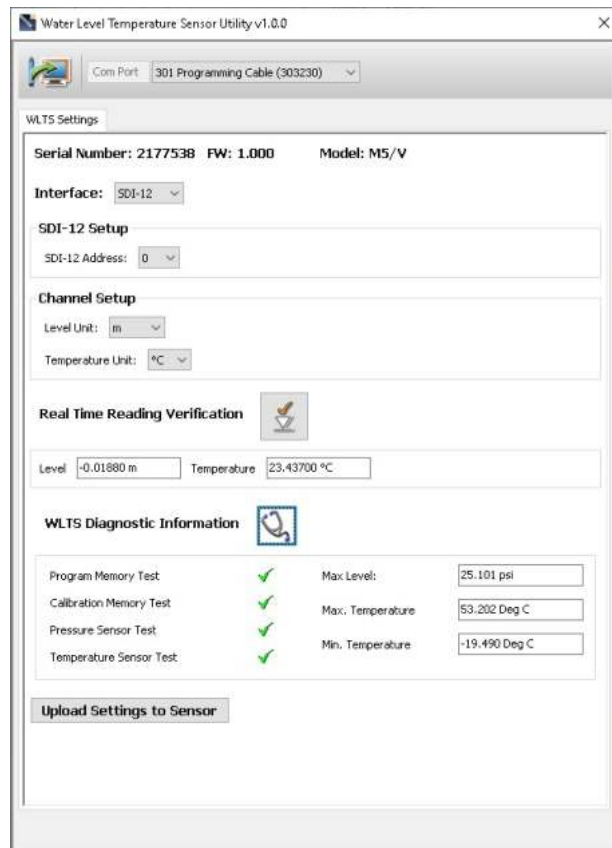 Water Level Temperature Sensor Utility v1.0.0
Com Port 301 Programming Cable (303230)
WLTS Settings
Serial Number: 2177538 FW: 1.000 Model: M5/V
Interface: SDI-12
SDI-12 Setup
SDI-12 Address: 0
Channel Setup
Level Unit: m
Temperature Unit: °C
Real Time Reading Verification
Level -0.01880 m Temperature 23.43700 °C
WLTS Diagnostic Information
Program Memory Test Max Level: 25.101 psi
Calibration Memory Test Max. Temperature 53.202 Deg C
Pressure Sensor Test Min. Temperature -19.490 Deg C
Temperature Sensor Test
Upload Settings to Sensor